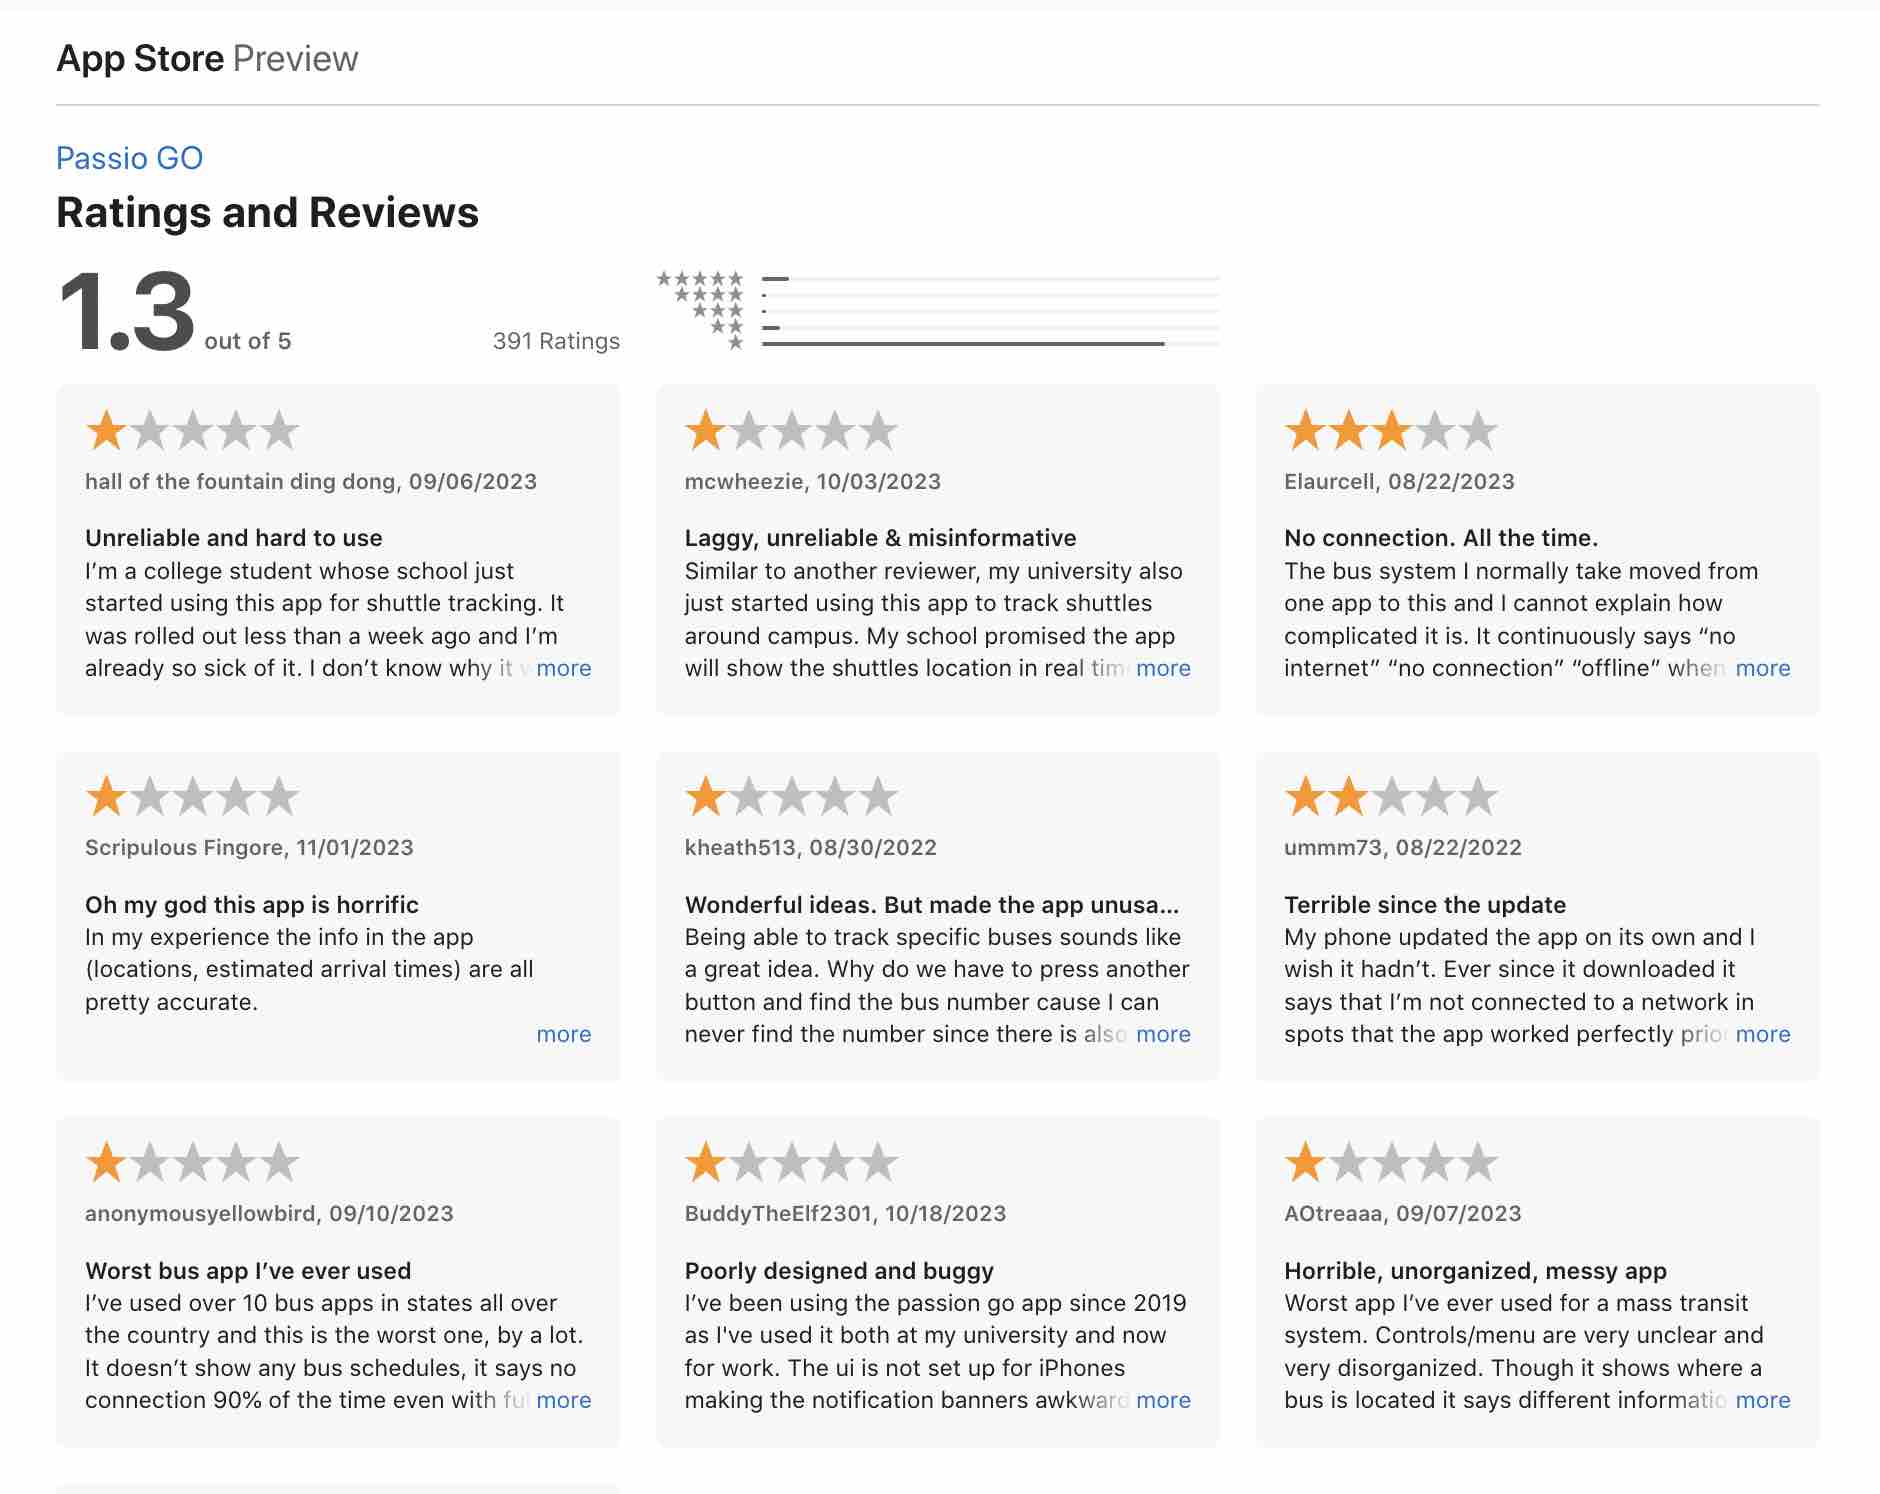 App Store Preview
Passio GO
Ratings and Reviews
1.3 out of 5
391 Ratings
hall of the fountain ding dong, 09/06/2023
Unreliable and hard to use
I’m a college student whose school just
started using this app for shuttle tracking. It
was rolled out less than a week ago and I’m
already so sick of it. I don’t know why it more
mcwheezie, 10/03/2023
Laggy, unreliable & misinformative
Similar to another reviewer, my university also
just started using this app to track shuttles
around campus. My school promised the app
will show the shuttles location in real tim more
Elaurcell, 08/22/2023
No connection. All the time.
The bus system I normally take moved from
one app to this and I cannot explain how
complicated it is. It continuously says “no
internet” “no connection” “offline” when more
Scripulous Fingore, 11/01/2023
Oh my god this app is horrific
In my experience the info in the app
(locations, estimated arrival times) are all
pretty accurate.
more
kheath513, 08/30/2022
Wonderful ideas. But made the app unusa...
Being able to track specific buses sounds like
a great idea. Why do we have to press another
button and find the bus number cause I can
never find the number since there is also more
ummm73, 08/22/2022
Terrible since the update
My phone updated the app on its own and I
wish it hadn’t. Ever since it downloaded it
says that I’m not connected to a network in
spots that the app worked perfectly prior more
anonymousyellowbird, 09/10/2023
Worst bus app I’ve ever used
I’ve used over 10 bus apps in states all over
the country and this is the worst one, by a lot.
It doesn’t show any bus schedules, it says no
connection 90% of the time even with ful more
BuddyTheElf2301, 10/18/2023
Poorly designed and buggy
I’ve been using the passion go app since 2019
as I've used it both at my university and now
for work. The ui is not set up for iPhones
making the notification banners awkward more
AOtreaaa, 09/07/2023
Horrible, unorganized, messy app
Worst app I’ve ever used for a mass transit
system. Controls/menu are very unclear and
very disorganized. Though it shows where a
bus is located it says different informatio more